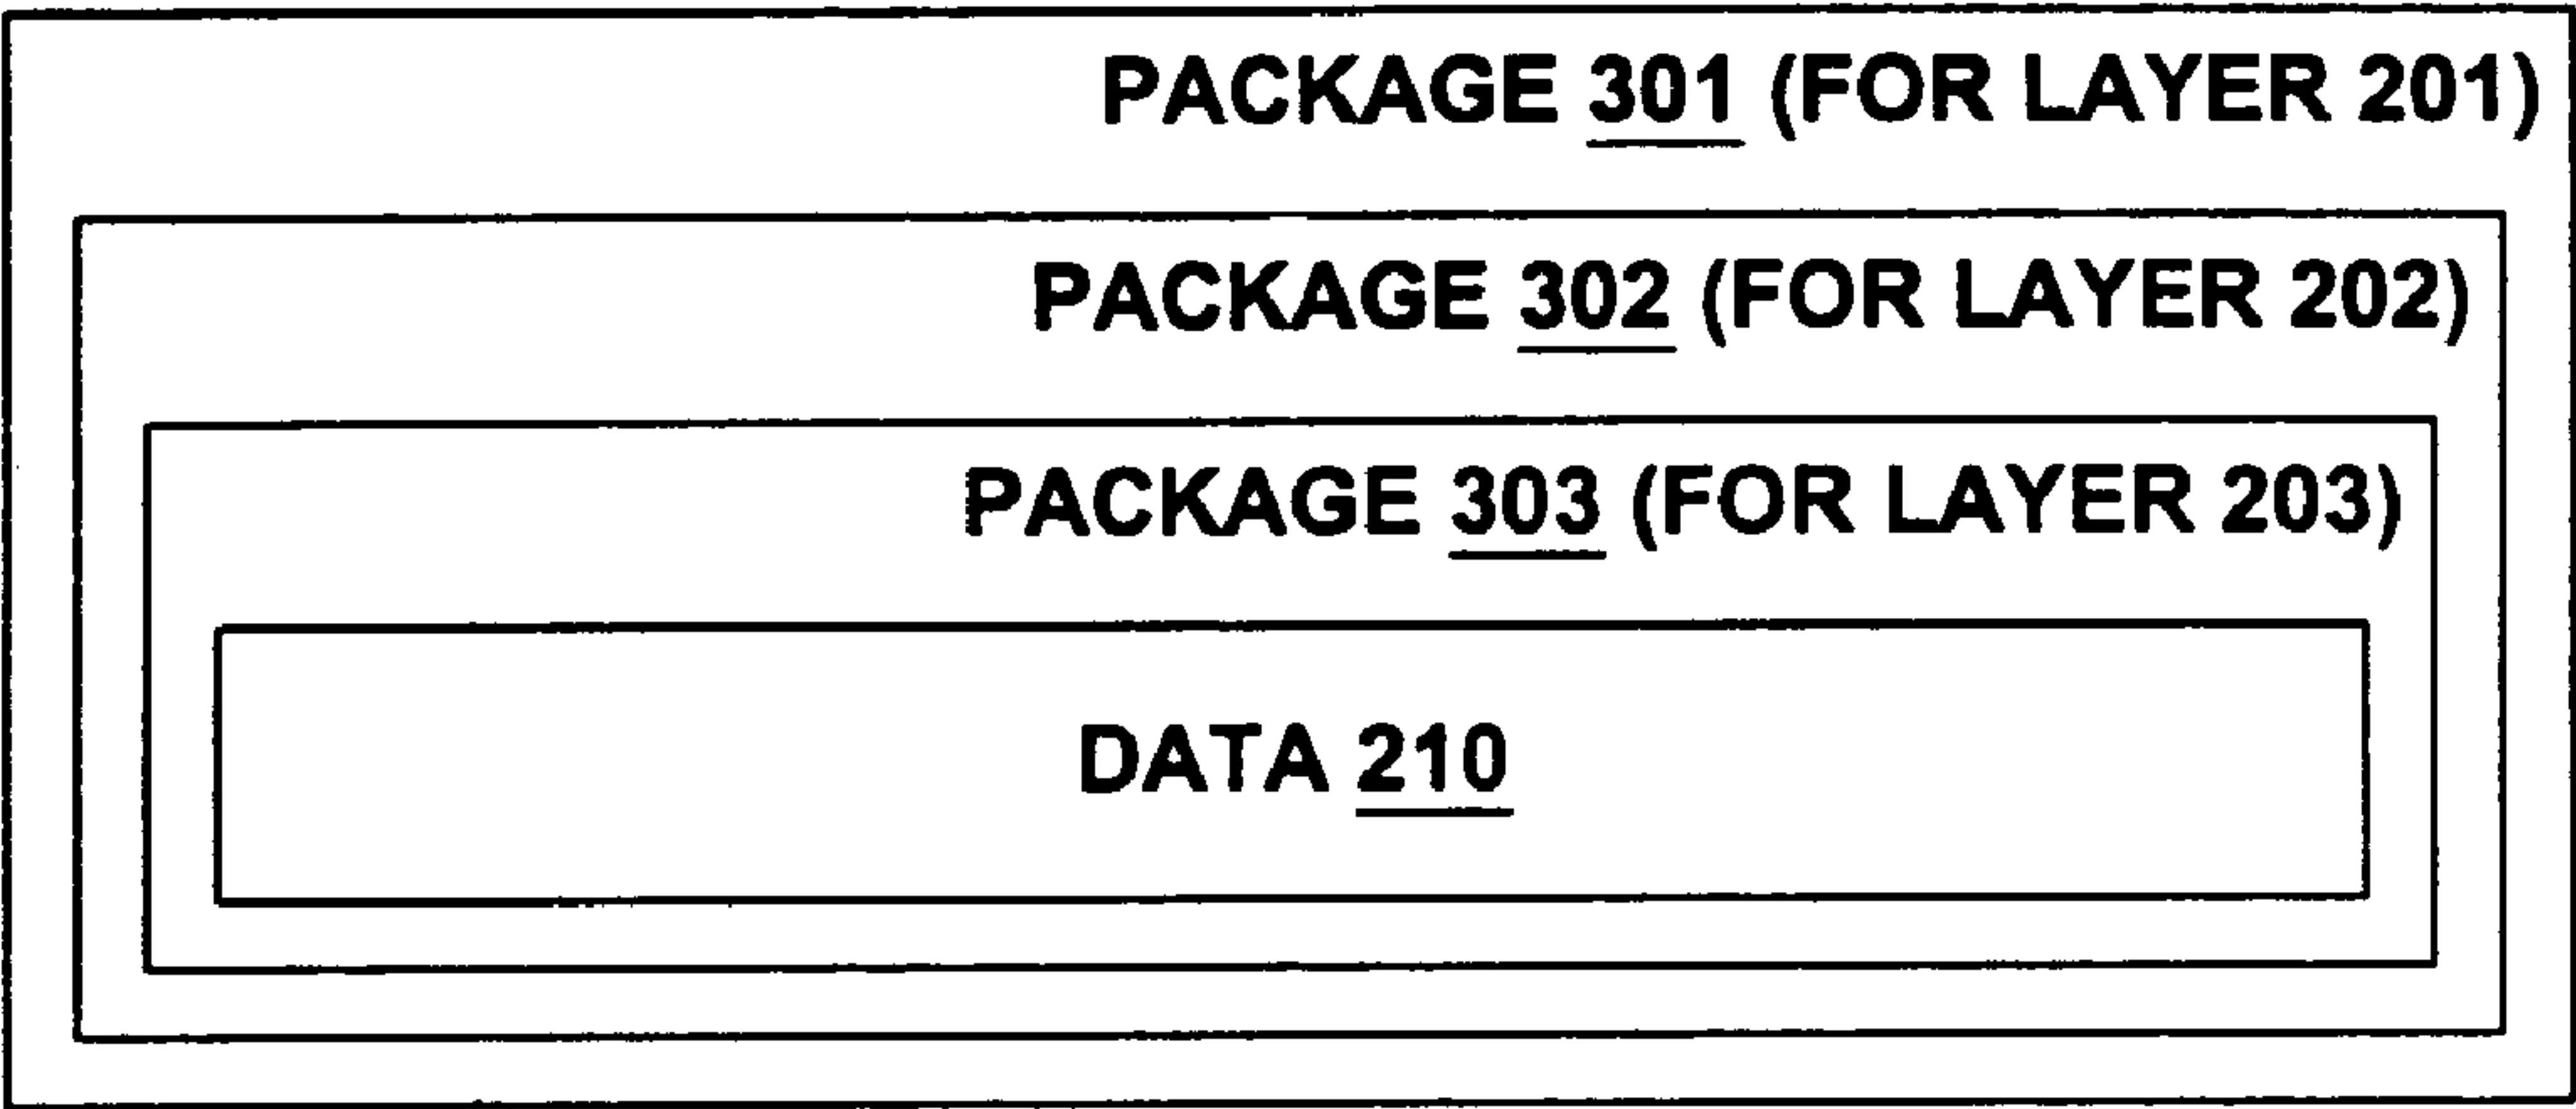 PACKAGE 301 (FOR LAYER 201)
PACKAGE 302 (FOR LAYER 202)
PACKAGE 303 (FOR LAYER 203)
DATA 210